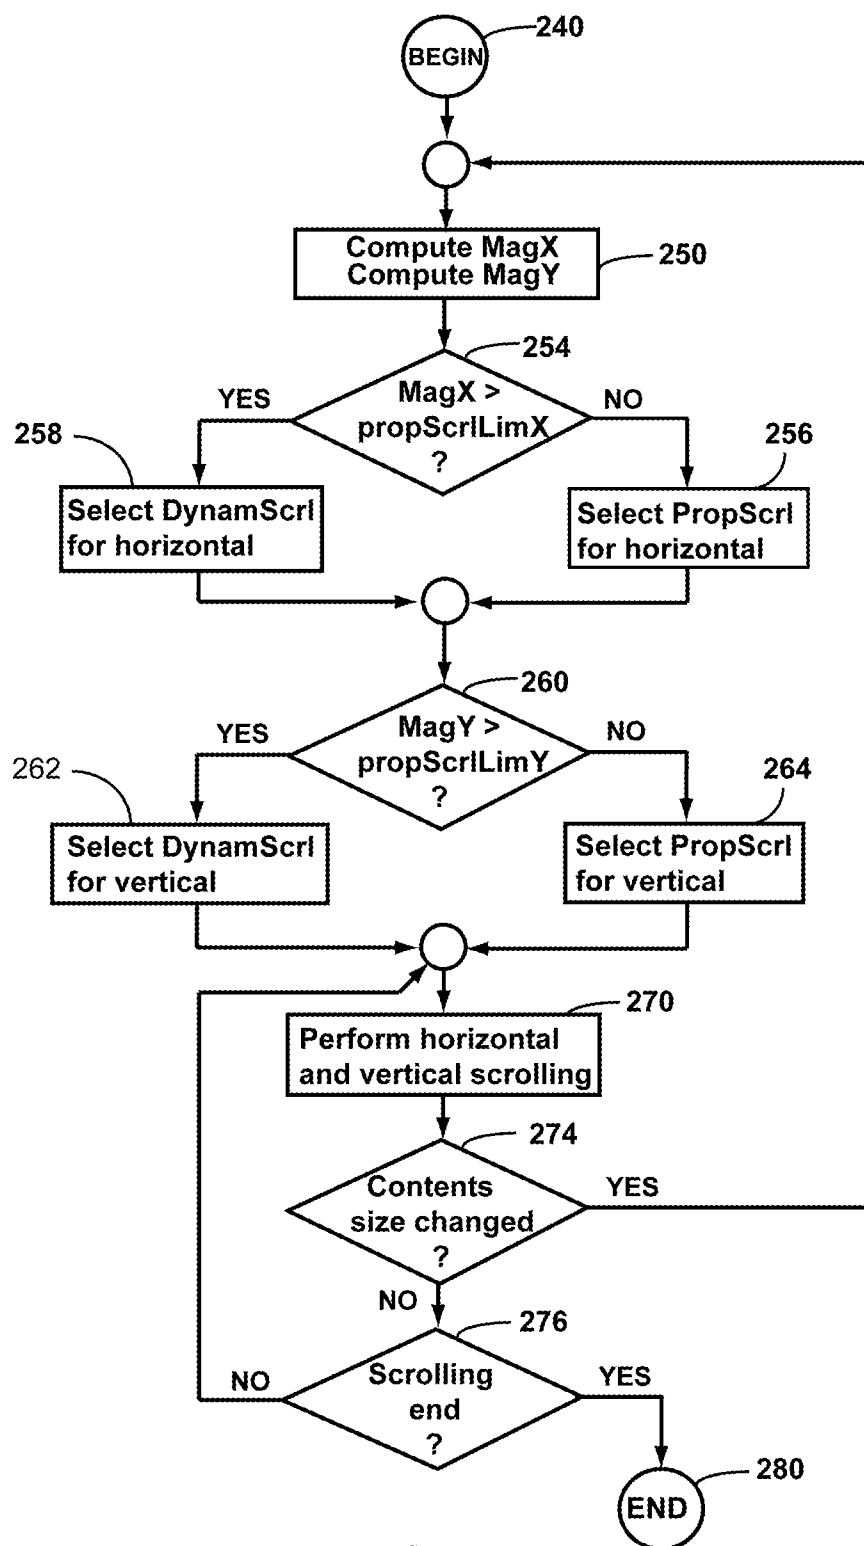 240
BEGIN
Compute MagX
Compute MagY
250
254
MagX >
propScrlLimX
?
YES
NO
258
256
Select DynamScrl
for horizontal
Select PropScrl
for horizontal
260
MagY >
propScrlLimY
?
YES
NO
262
264
Select DynamScrl
for vertical
Select PropScrl
for vertical
270
Perform horizontal
and vertical scrolling
274
Contents
size changed
?
YES
NO
276
Scrolling
end
?
NO
YES
280
END